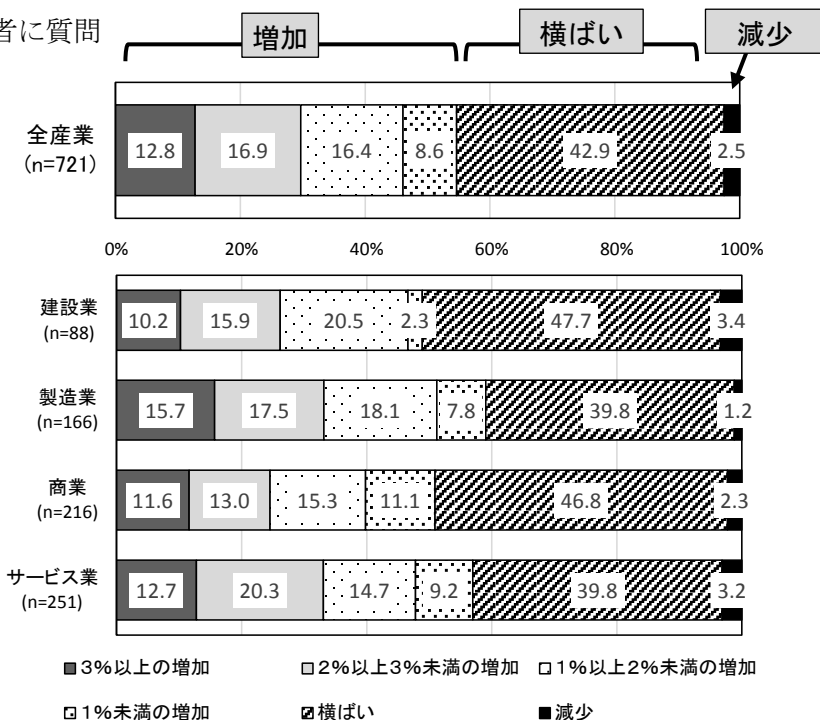 者に質問
増加 横ばい 減少
全産業
(n=721)
12.8 16.9 16.4 8.6 42.9 2.5
0% 20% 40% 60% 80% 100%
建設業
(n=88)
10.2 15.9 20.5 2.3 47.7 3.4
製造業
(n=166)
15.7 17.5 18.1 7.8 39.8 1.2
商業
(n=216)
11.6 13.0 15.3 11.1 46.8 2.3
サービス業
(n=251)
12.7 20.3 14.7 9.2 39.8 3.2
3%以上の増加 2%以上3%未満の増加 1%以上2%未満の増加
1%未満の増加 横ばい 減少